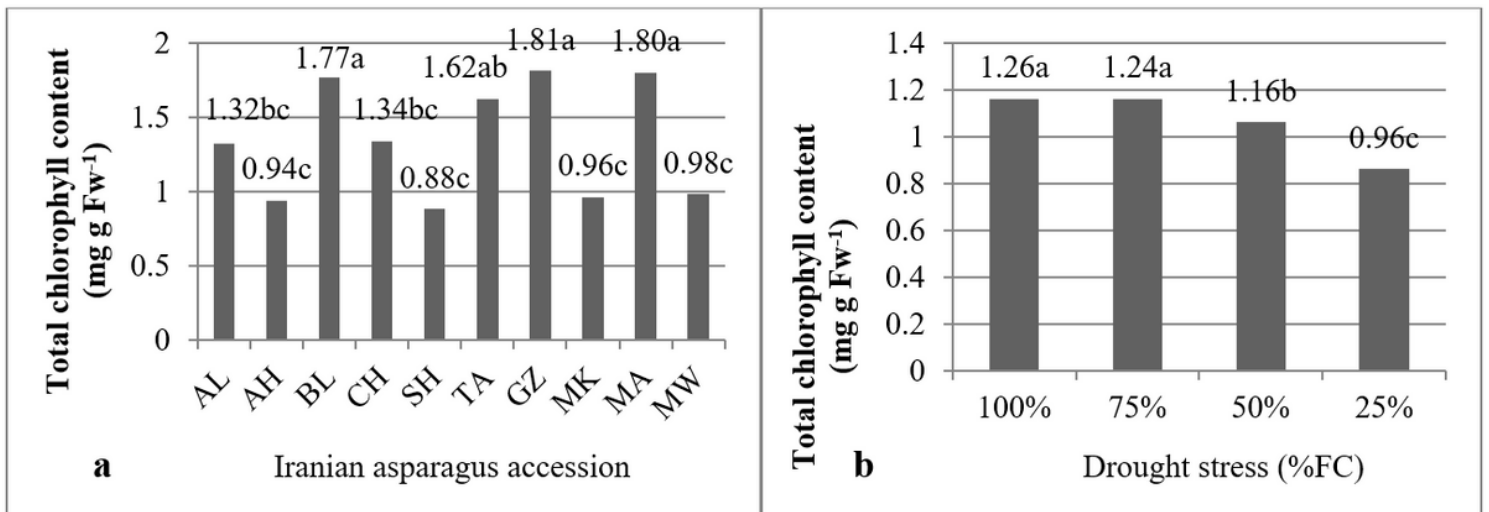 Total chlorophyll content
(mg g Fw⁻¹)
2
1.5
1
0.5
0
1.32bc
0.94c
1.77a
1.34bc
0.88c
1.62ab
1.81a
0.96c
1.80a
0.98c
AL
AH
BL
CH
SH
TA
GZ
MK
MA
MW
a
Iranian asparagus accession
Total chlorophyll content
(mg g Fw⁻¹)
1.4
1.2
1
0.8
0.6
0.4
0.2
0
1.26a
1.24a
1.16b
0.96c
100%
75%
50%
25%
b
Drought stress (%FC)